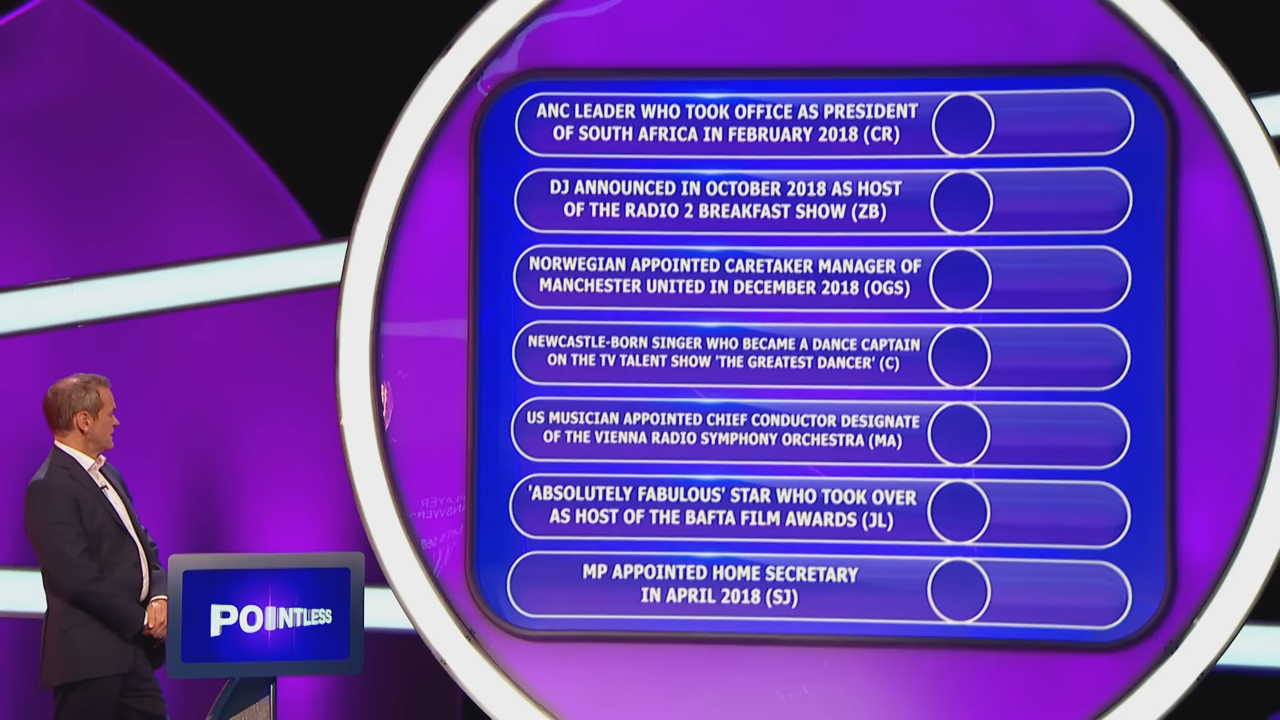 ANC LEADER WHO TOOK OFFICE AS PRESIDENT
OF SOUTH AFRICA IN FEBRUARY 2018 (CR)
DJ ANNOUNCED IN OCTOBER 2018 AS HOST
OF THE RADIO 2 BREAKFAST SHOW (ZB)
NORWEGIAN APPOINTED CARETAKER MANAGER OF
MANCHESTER UNITED IN DECEMBER 2018 (OGS)
NEWCASTLE-BORN SINGER WHO BECAME A DANCE CAPTAIN
ON THE TV TALENT SHOW 'THE GREATEST DANCER' (C)
US MUSICIAN APPOINTED CHIEF CONDUCTOR DESIGNATE
OF THE VIENNA RADIO SYMPHONY ORCHESTRA (MA)
'ABSOLUTELY FABULOUS' STAR WHO TOOK OVER
AS HOST OF THE BAFTA FILM AWARDS (JL)
MP APPOINTED HOME SECRETARY
IN APRIL 2018 (SJ)
POINTLESS